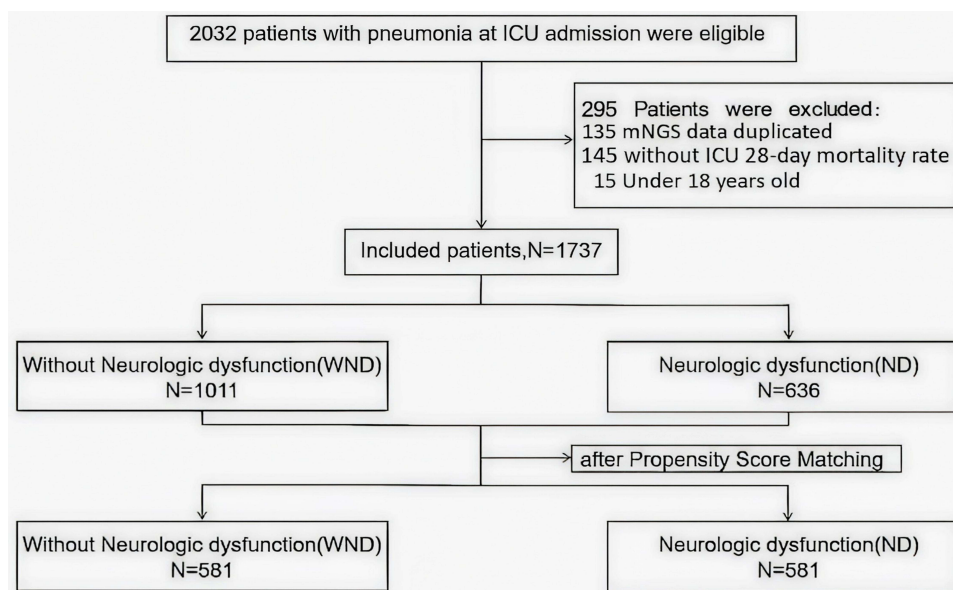 2032 patients with pneumonia at ICU admission were eligible
295 Patients were excluded:
135 mNGS data duplicated
145 without ICU 28-day mortality rate
15 Under 18 years old
Included patients,N=1737
Without Neurologic dysfunction(WND)
N=1011
Neurologic dysfunction(ND)
N=636
after Propensity Score Matching
Without Neurologic dysfunction(WND)
N=581
Neurologic dysfunction(ND)
N=581